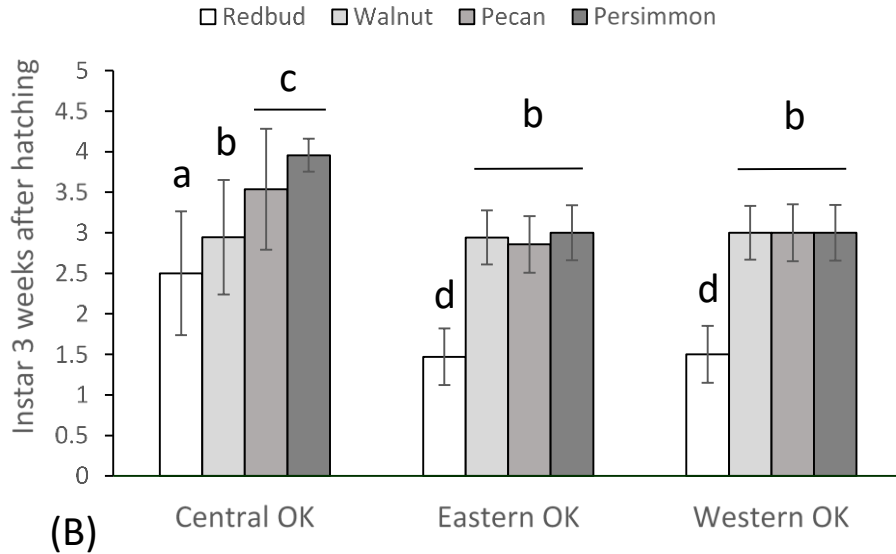 Redbud Walnut Pecan Persimmon
Instar 3 weeks after hatching
5
4.5
4
3.5
3
2.5
2
1.5
1
0.5
0
a
b
c
d
b
d
b
Central OK Eastern OK Western OK
(B)